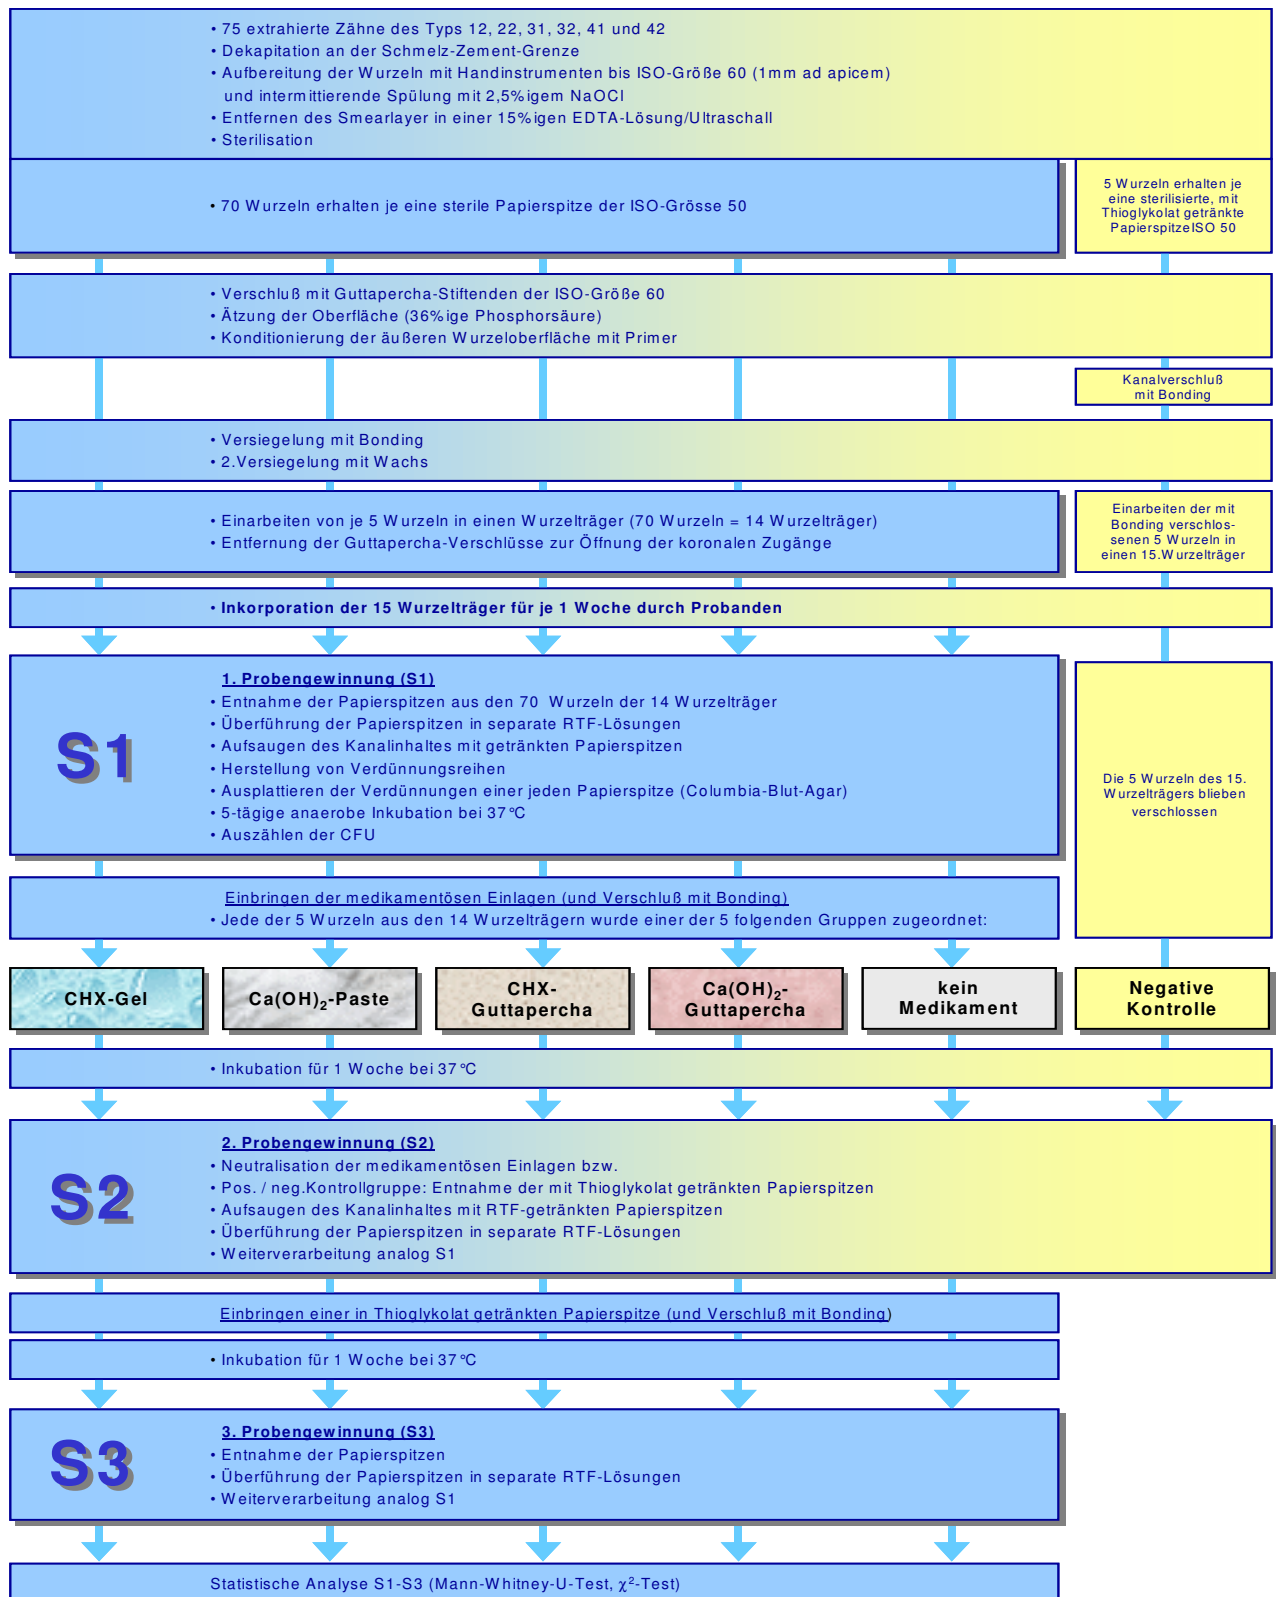 • 75 extrahierte Zähne des Typs 12, 22, 31, 32, 41 und 42
• Dekapitation an der Schmelz-Zement-Grenze
• Aufbereitung der Wurzeln mit Handinstrumenten bis ISO-Größe 60 (1mm ad apicem)
und intermittierende Spülung mit 2,5%igem NaOCl
• Entfernen des Smearlayer in einer 15%igen EDTA-Lösung/Ultraschall
• Sterilisation
• 70 Wurzeln erhalten je eine sterile Papierspitze der ISO-Grösse 50
5 Wurzeln erhalten je
eine sterilisierte, mit
Thioglykolat getränkte
PapierspitzeISO 50
• Verschluß mit Guttapercha-Stiftenden der ISO-Größe 60
• Ätzung der Oberfläche (36%ige Phosphorsäure)
• Konditionierung der äußeren Wurzeloberfläche mit Primer
Kanalverschluß
mit Bonding
• Versiegelung mit Bonding
• 2.Versiegelung mit Wachs
• Einarbeiten von je 5 Wurzeln in einen Wurzelträger (70 Wurzeln = 14 Wurzelträger)
• Entfernung der Guttapercha-Verschlüsse zur Öffnung der koronalen Zugänge
Einarbeiten der mit
Bonding verschlos-
senen 5 Wurzeln in
einen 15.Wurzelträger
• Inkorporation der 15 Wurzelträger für je 1 Woche durch Probanden
S1
1. Probengewinnung (S1)
• Entnahme der Papierspitzen aus den 70 Wurzeln der 14 Wurzelträger
• Überführung der Papierspitzen in separate RTF-Lösungen
• Aufsaugen des Kanalinhaltes mit getränkten Papierspitzen
• Herstellung von Verdünnungsreihen
• Ausplattieren der Verdünnungen einer jeden Papierspitze (Columbia-Blut-Agar)
• 5-tägige anaerobe Inkubation bei 37°C
• Auszählen der CFU
Die 5 Wurzeln des 15.
Wurzelträgers blieben
verschlossen
Einbringen der medikamentösen Einlagen (und Verschluß mit Bonding)
• Jede der 5 Wurzeln aus den 14 Wurzelträgern wurde einer der 5 folgenden Gruppen zugeordnet:
CHX-Gel
Ca(OH)₂-Paste
CHX-
Guttapercha
Ca(OH)₂-
Guttapercha
kein
Medikament
Negative
Kontrolle
• Inkubation für 1 Woche bei 37°C
S2
2. Probengewinnung (S2)
• Neutralisation der medikamentösen Einlagen bzw.
• Pos. / neg.Kontrollgruppe: Entnahme der mit Thioglykolat getränkten Papierspitzen
• Aufsaugen des Kanalinhaltes mit RTF-getränkten Papierspitzen
• Überführung der Papierspitzen in separate RTF-Lösungen
• Weiterverarbeitung analog S1
Einbringen einer in Thioglykolat getränkten Papierspitze (und Verschluß mit Bonding)
• Inkubation für 1 Woche bei 37°C
S3
3. Probengewinnung (S3)
• Entnahme der Papierspitzen
• Überführung der Papierspitzen in separate RTF-Lösungen
• Weiterverarbeitung analog S1
Statistische Analyse S1-S3 (Mann-Whitney-U-Test, χ²-Test)